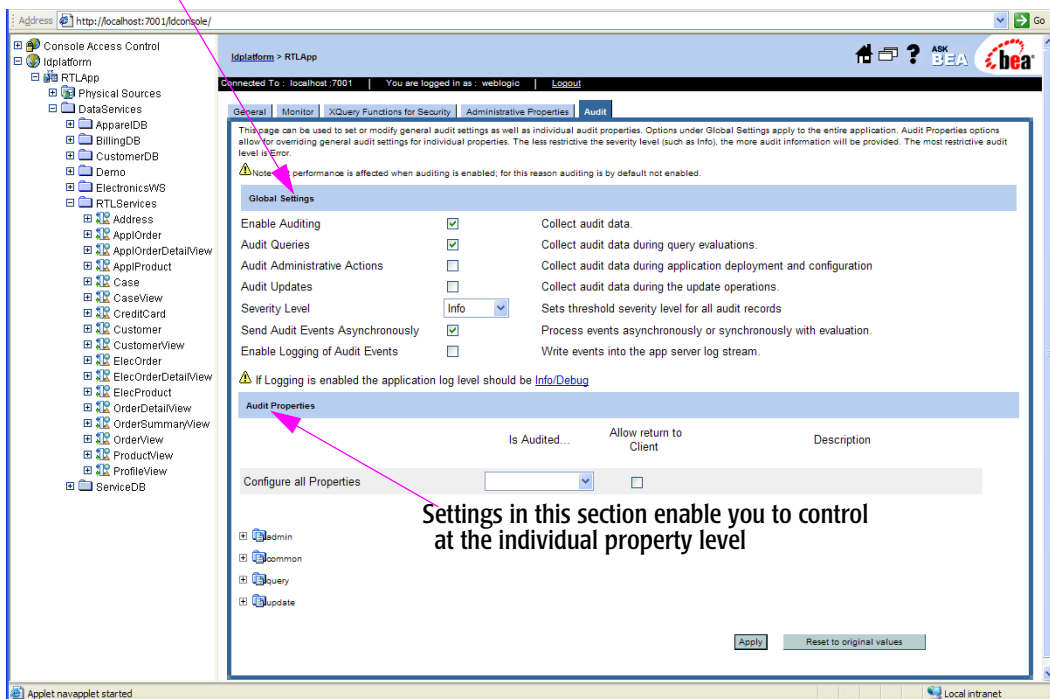 Address http://localhost:7001/ldconsole/ Go
Console Access Control
ldplatform
RTLApp
Physical Sources
DataServices
ApparelDB
BillingDB
CustomerDB
Demo
ElectronicsWS
RTLServices
Address
ApplOrder
ApplOrderDetailView
ApplProduct
Case
CaseView
CreditCard
Customer
CustomerView
ElecOrder
ElecOrderDetailView
ElecProduct
OrderDetailView
OrderSummaryView
OrderView
ProductView
ProfileView
ServiceDB
ldplatform > RTLApp
? ASK BEA bea
Connected To : localhost :7001 | You are logged in as : weblogic | Logout
General Monitor XQuery Functions for Security Administrative Properties Audit
This page can be used to set or modify general audit settings as well as individual audit properties. Options under Global Settings apply to the entire application. Audit Properties options
allow for overriding general audit settings for individual properties. The less restrictive the severity level (such as Info), the more audit information will be provided. The most restrictive audit
level is Error.
Note performance is affected when auditing is enabled; for this reason auditing is by default not enabled.
Global Settings
Enable Auditing Collect audit data.
Audit Queries Collect audit data during query evaluations.
Audit Administrative Actions Collect audit data during application deployment and configuration
Audit Updates Collect audit data during the update operations.
Severity Level Info Sets threshold severity level for all audit records
Send Audit Events Asynchronously Process events asynchronously or synchronously with evaluation.
Enable Logging of Audit Events Write events into the app server log stream.
If Logging is enabled the application log level should be Info/Debug
Audit Properties
Is Audited... Allow return to Client Description
Configure all Properties
Settings in this section enable you to control
at the individual property level
admin
common
query
update
Apply Reset to original values
Applet navapplet started Local intranet